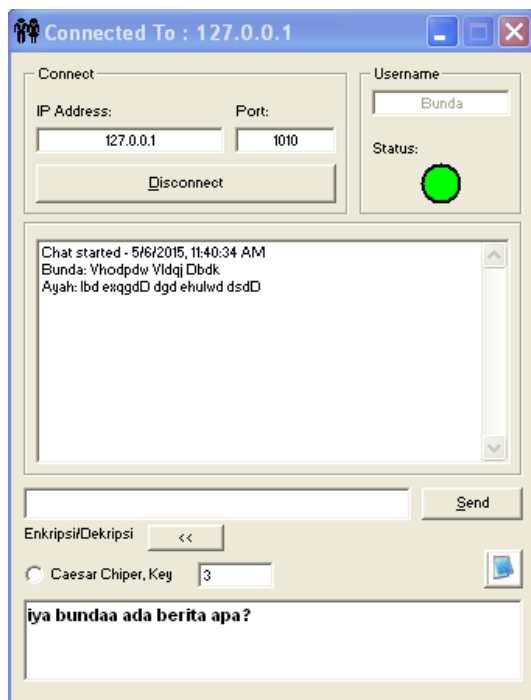 Connected To : 127.0.0.1
Connect
Username
IP Address:
Port:
Bunda
127.0.0.1
1010
Status:
Disconnect
Chat started - 5/6/2015, 11:40:34 AM
Bunda: Vhodpdw Vldqj Dbdk
Ayah: lbd exqgdD dgd ehulwd dsdD
Send
Enkripsi/Dekripsi
<<
Caesar Chiper, Key
3
iya bundaa ada berita apa?